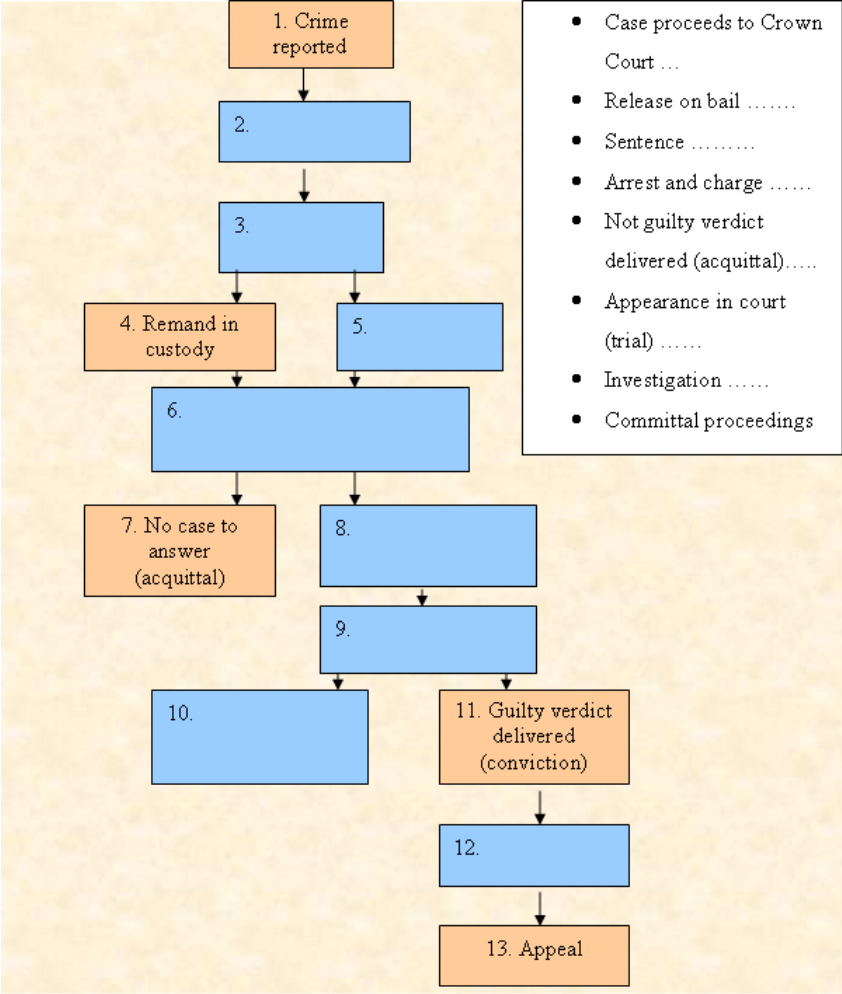 1. Crime
reported
2.
3.
4. Remand in
custody
5.
6.
7. No case to
answer
(acquittal)
8.
9.
10.
11. Guilty verdict
delivered
(conviction)
12.
13. Appeal
• Case proceeds to Crown
Court …
• Release on bail …….
• Sentence ………
• Arrest and charge ……
• Not guilty verdict
delivered (acquittal)…..
• Appearance in court
(trial) ……
• Investigation ……
• Committal proceedings